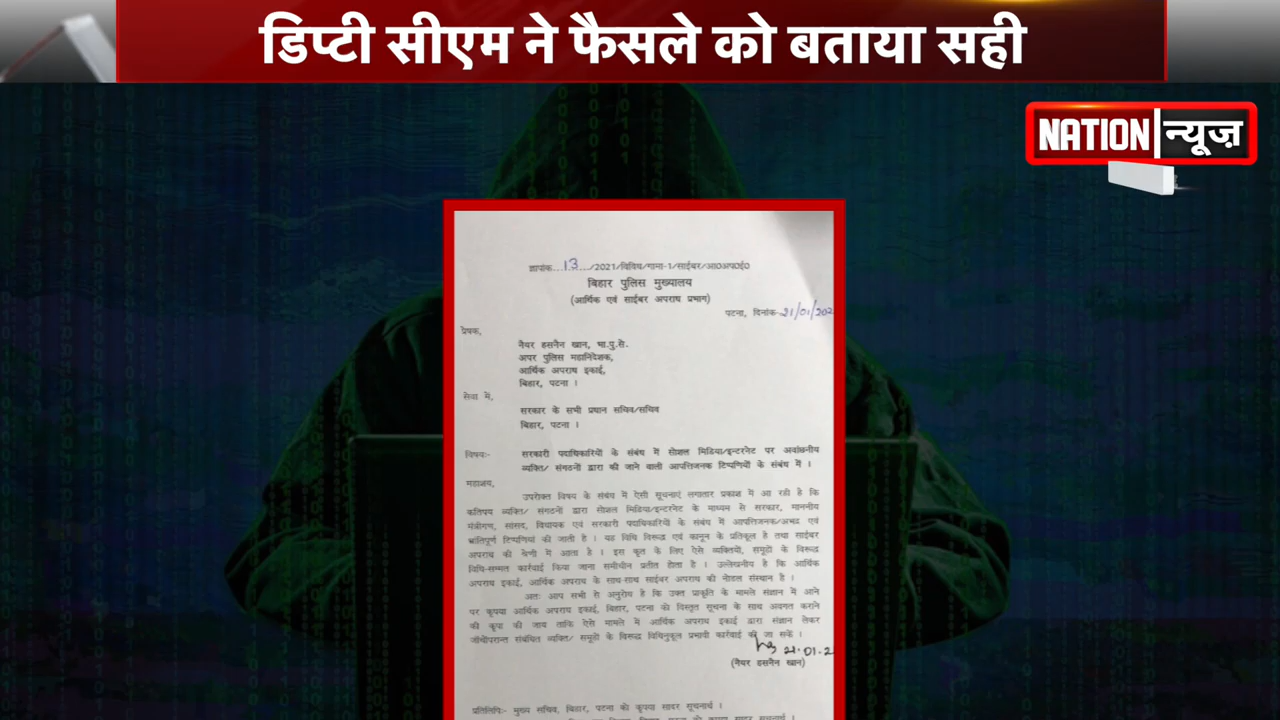 डिप्टी सीएम ने फैसले को बताया सही
NATION न्यूज़
ज्ञापांक...13.../2021/विविध/गामा-1/साईबर/आ0अ0ई0
बिहार पुलिस मुख्यालय
(आर्थिक एवं साईबर अपराध प्रभाग)
पटना, दिनांक-21/01/202
प्रेषक,
नैयर हसनैन खान, भा.पु.से.
अपर पुलिस महानिदेशक,
आर्थिक अपराध इकाई,
बिहार, पटना ।
सेवा में,
सरकार के सभी प्रधान सचिव/सचिव
बिहार, पटना ।
विषयः- सरकारी पदाधिकारियों के संबंध में सोशल मिडिया/इन्टरनेट पर अवांछनीय
व्यक्ति/ संगठनों द्वारा की जाने वाली आपत्तिजनक टिप्पणियों के संबंध में ।
महाशय,
उपरोक्त विषय के संबंध में ऐसी सूचनाएं लगातार प्रकाश में आ रही है कि
कतिपय व्यक्ति/ संगठनों द्वारा सोशल मिडिया/इन्टरनेट के माध्यम से सरकार, माननीय
मंत्रीगण, सांसद, विधायक एवं सरकारी पदाधिकारियों के संबंध में आपत्तिजनक/अभद्र एवं
भ्रांतिपूर्ण टिप्पणियों की जाती है । यह विधि विरूद्ध एवं कानून के प्रतिकूल है तथा साईबर
अपराध की श्रेणी में आता है । इस कृत के लिए ऐसे व्यक्तियों, समूहों के विरूद्ध
विधि-सम्मत कार्रवाई किया जाना समीचीन प्रतीत होता है । उल्लेखनीय है कि आर्थिक
अपराध इकाई, आर्थिक अपराध के साथ-साथ साईबर अपराध की नोडल संस्थान है ।
अतः आप सभी से अनुरोध है कि उक्त प्राकृति के मामले संज्ञान में आने
पर कृपया आर्थिक अपराध इकाई, बिहार, पटना को विस्तृत सूचना के साथ अवगत कराने
की कृपा की जाय ताकि ऐसे मामले में आर्थिक अपराध इकाई द्वारा संज्ञान लेकर
जाँचोपरान्त संबंधित व्यक्ति/ समूहों के विरूद्ध विधिनुकूल प्रभावी कार्रवाई की जा सके ।
21.01.2
(नैयर हसनैन खान)
प्रतिलिपिः- मुख्य सचिव, बिहार, पटना को कृपया सादर सूचनार्थ ।